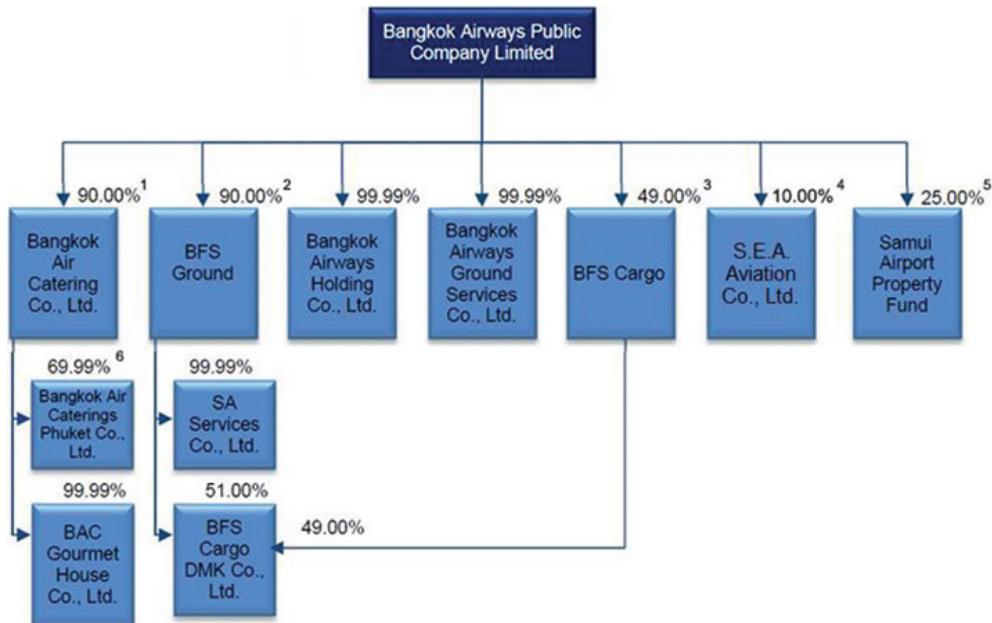 Bangkok Airways Public
Company Limited
90.00%1
90.00%2
99.99%
99.99%
49.00%3
10.00%4
25.00%5
Bangkok
Air
Catering
Co., Ltd.
BFS
Ground
Bangkok
Airways
Holding
Co., Ltd.
Bangkok
Airways
Ground
Services
Co., Ltd.
BFS Cargo
S.E.A.
Aviation
Co., Ltd.
Samui
Airport
Property
Fund
69.99%6
Bangkok Air
Caterings
Phuket Co.,
Ltd.
99.99%
SA
Services
Co., Ltd.
99.99%
BAC
Gourmet
House
Co., Ltd.
51.00%
BFS
Cargo
DMK Co.,
Ltd.
49.00%